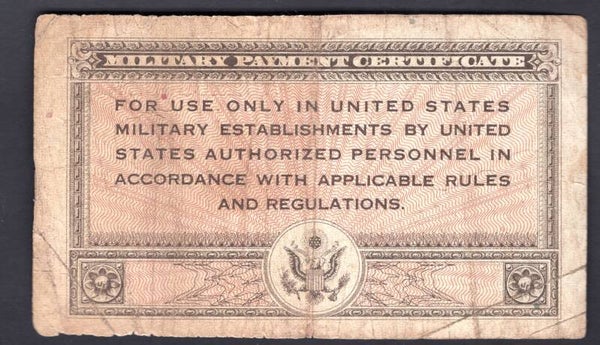 MILITARY PAYMENT CERTIFICATE
FOR USE ONLY IN UNITED STATES
MILITARY ESTABLISHMENTS BY UNITED
STATES AUTHORIZED PERSONNEL IN
ACCORDANCE WITH APPLICABLE RULES
AND REGULATIONS.